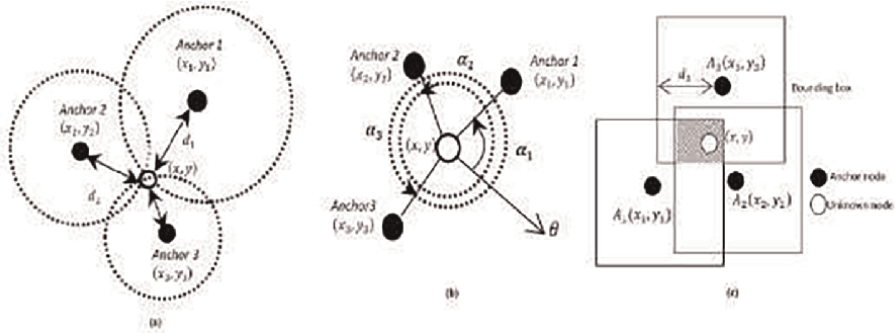 Anchor 1
(x₁, y₁)
Anchor 2
(x₂, y₂)
d₁
(x, y)
d₂
Anchor 3
(x₃, y₃)
(a)
Anchor 2
(x₂, y₂)
α₂
Anchor 1
(x₁, y₁)
α₃
(x, y)
α₁
Anchor3
(x₃, y₃)
θ
(b)
A₃(x₃, y₃)
d₃
Bounding box
(x, y)
Anchor node
Unknown node
A₁(x₁, y₁)
A₂(x₂, y₂)
(c)